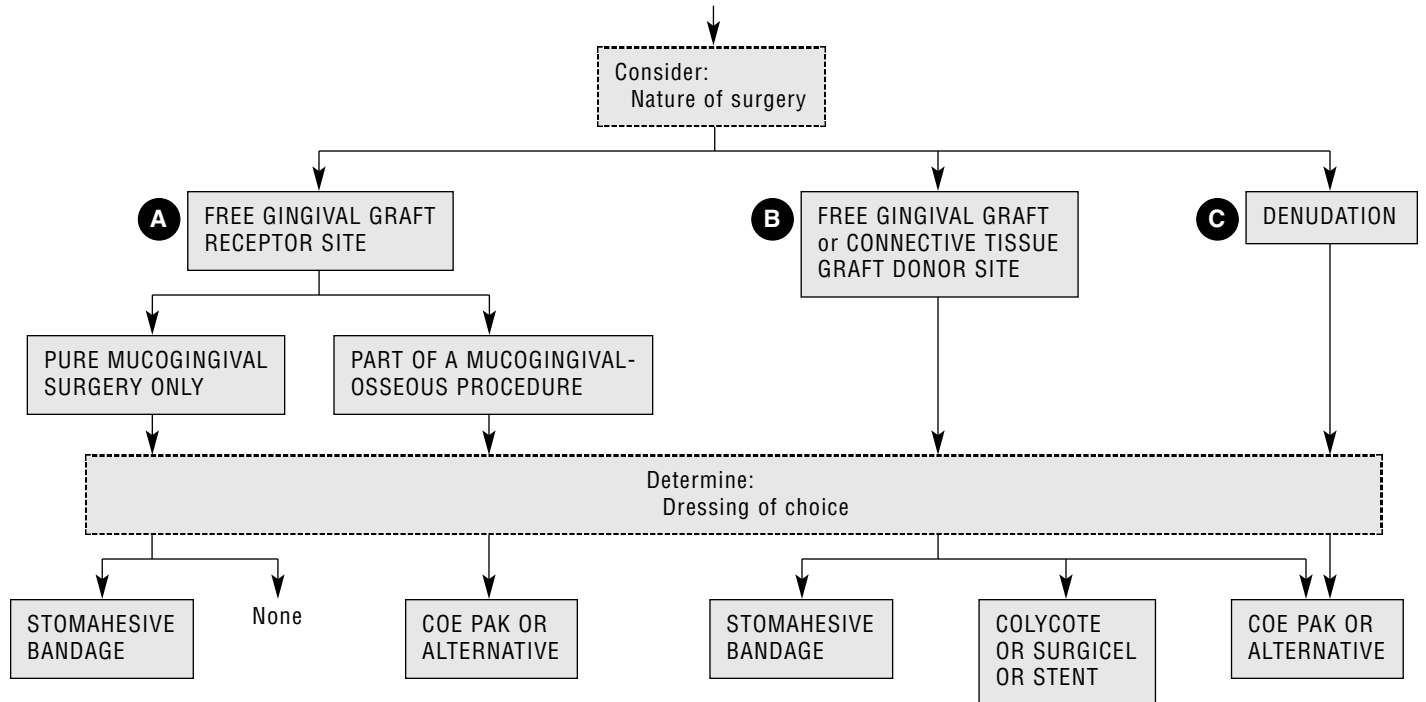 Consider:
Nature of surgery
A
FREE GINGIVAL GRAFT
RECEPTOR SITE
B
FREE GINGIVAL GRAFT
or CONNECTIVE TISSUE
GRAFT DONOR SITE
C
DENUDATION
PURE MUCOGINGIVAL
SURGERY ONLY
PART OF A MUCOGINGIVAL-
OSSEOUS PROCEDURE
Determine:
Dressing of choice
STOMAHESIVE
BANDAGE
None
COE PAK OR
ALTERNATIVE
STOMAHESIVE
BANDAGE
COLYCOTE
OR SURGICEL
OR STENT
COE PAK OR
ALTERNATIVE